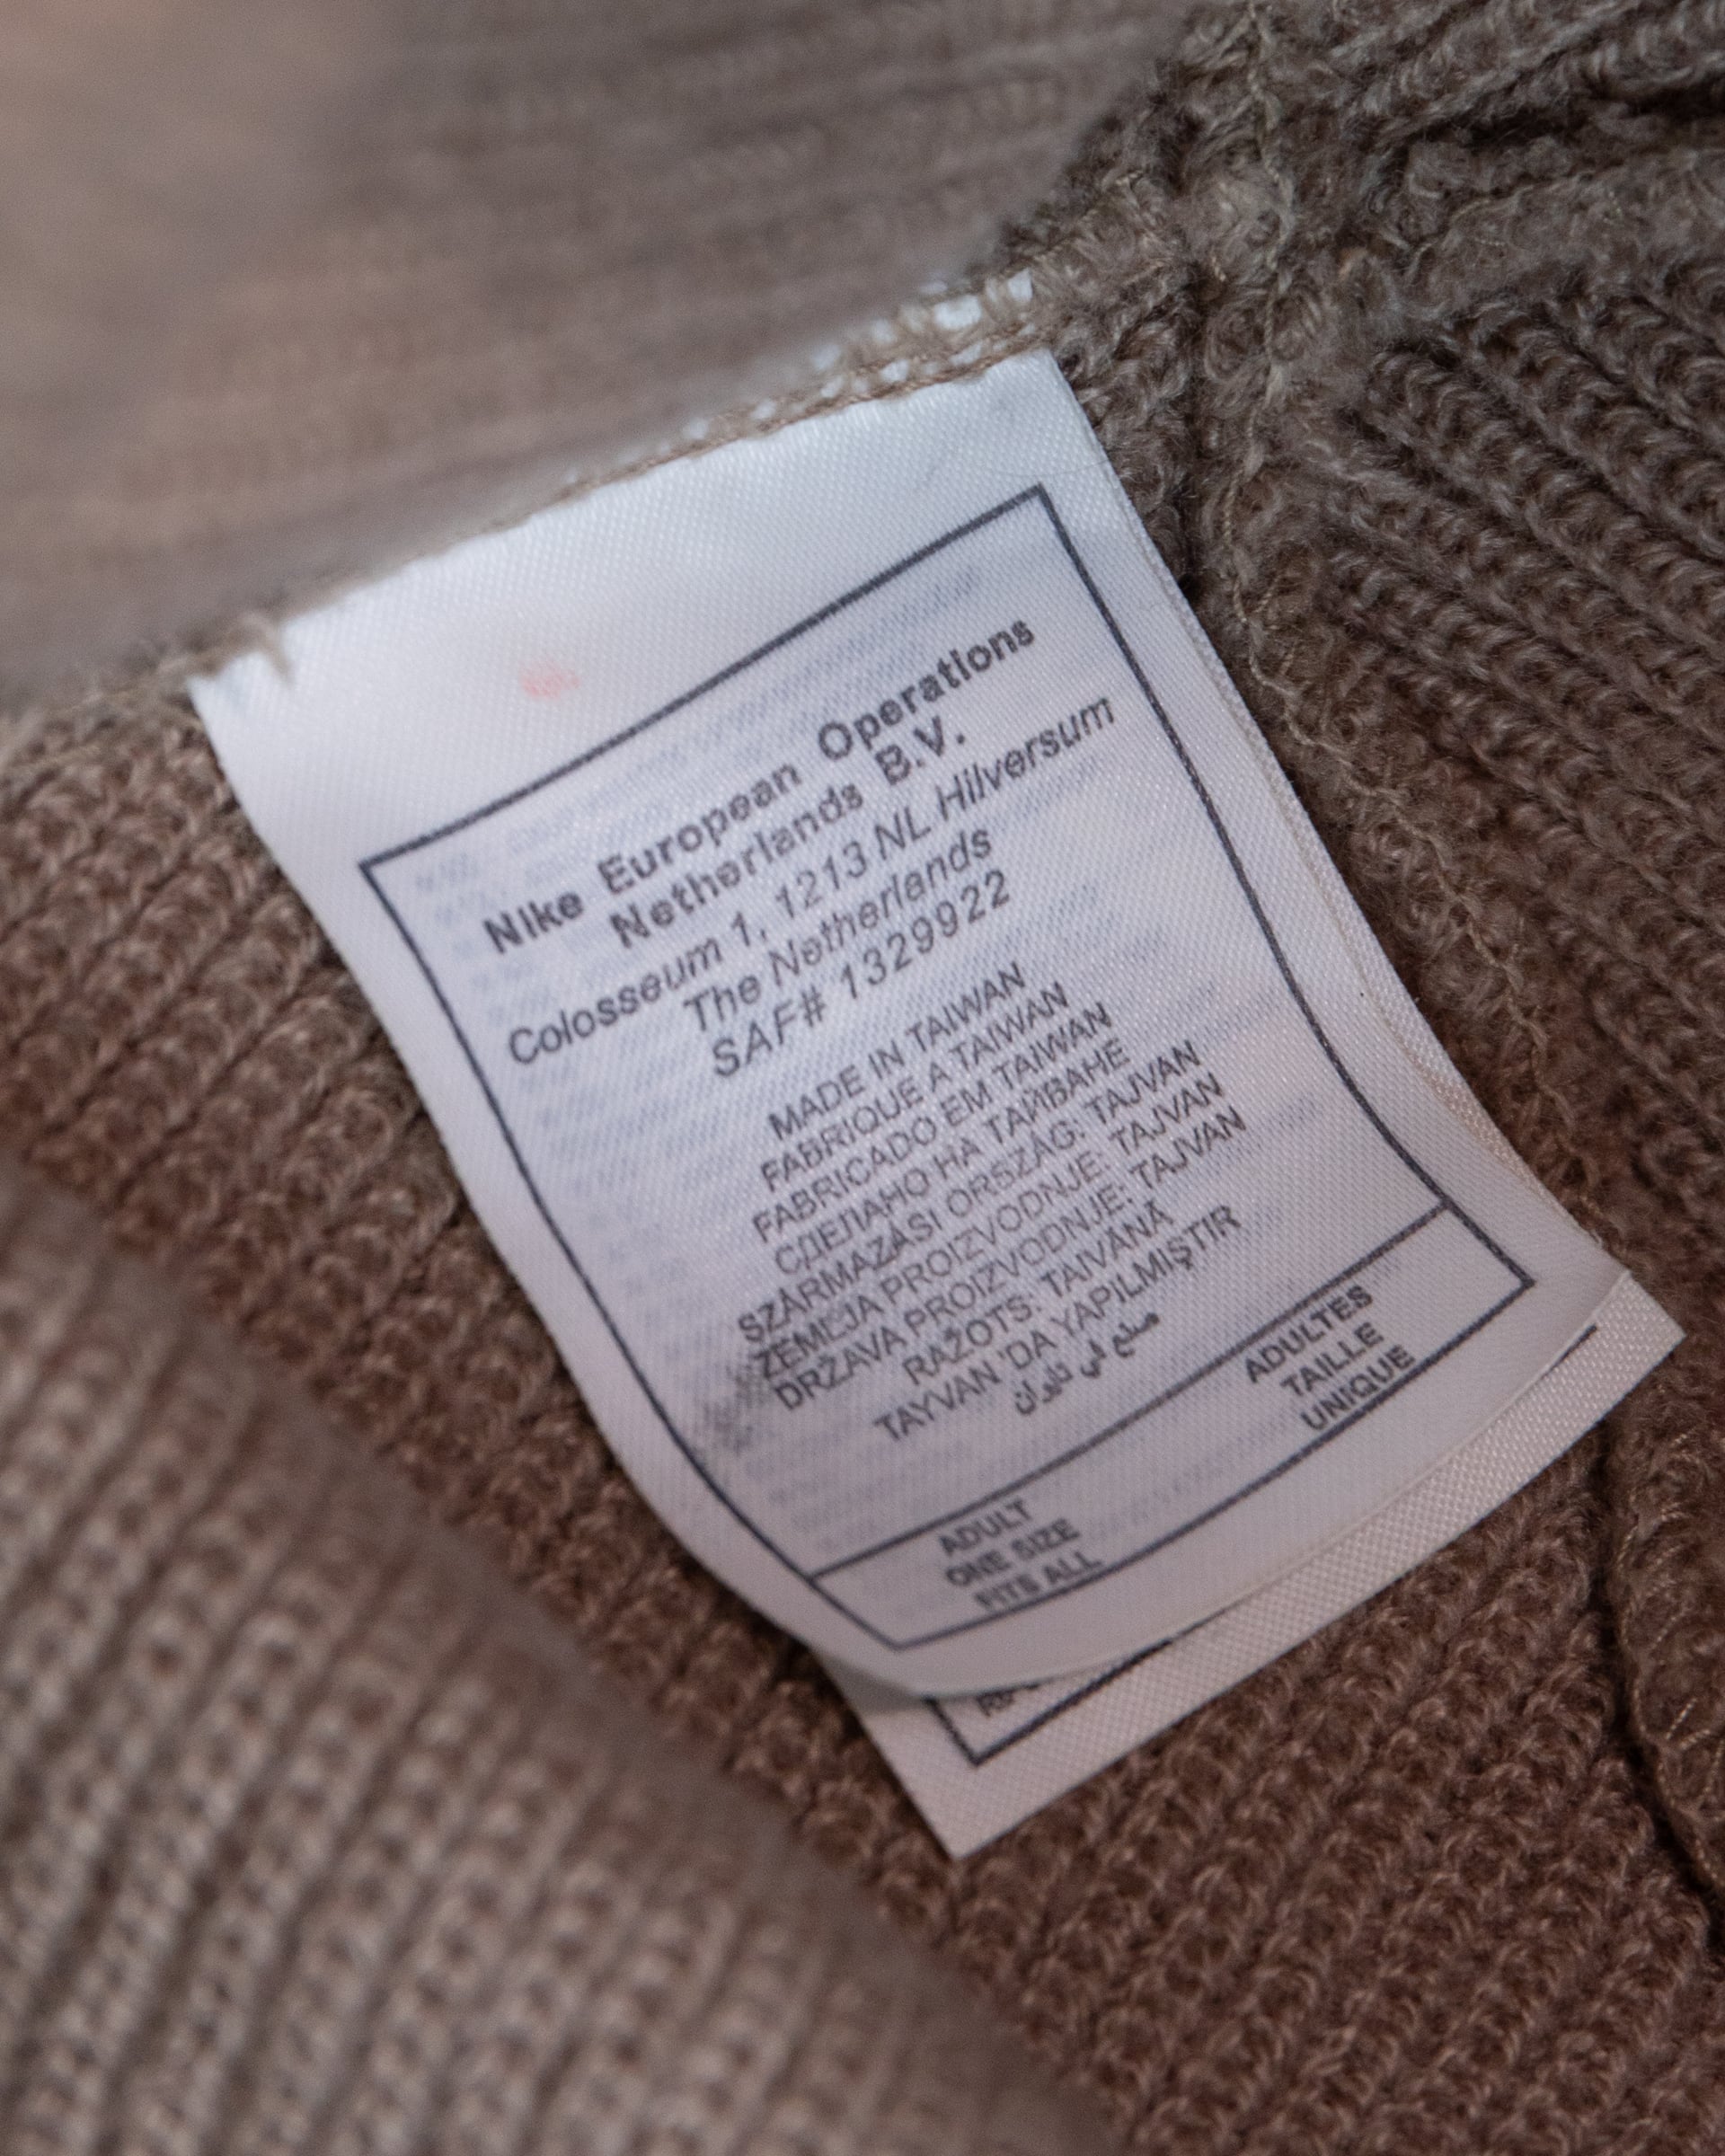 Nike European Operations
Netherlands B.V.
Colosseum 1, 1213 NL Hilversum
The Netherlands
SAF# 1329922
MADE IN TAIWAN
FABRIQUE A TAIWAN
FABRICADO EM TAIWAN
СДЕЛАНО НА ТАЙВАНЕ
SZÁRMAZÁSI ORSZÁG: TAJVAN
ZEMLJA PROIZVODNJE: TAJVAN
DRŽAVA PROIZVODNJE: TAJVAN
RAŽOTS: TAIVĀNĀ
TAYVAN 'DA YAPILMIŞTIR
صنع في تايوان
ADULT
ONE SIZE
FITS ALL
ADULTES
TAILLE
UNIQUE